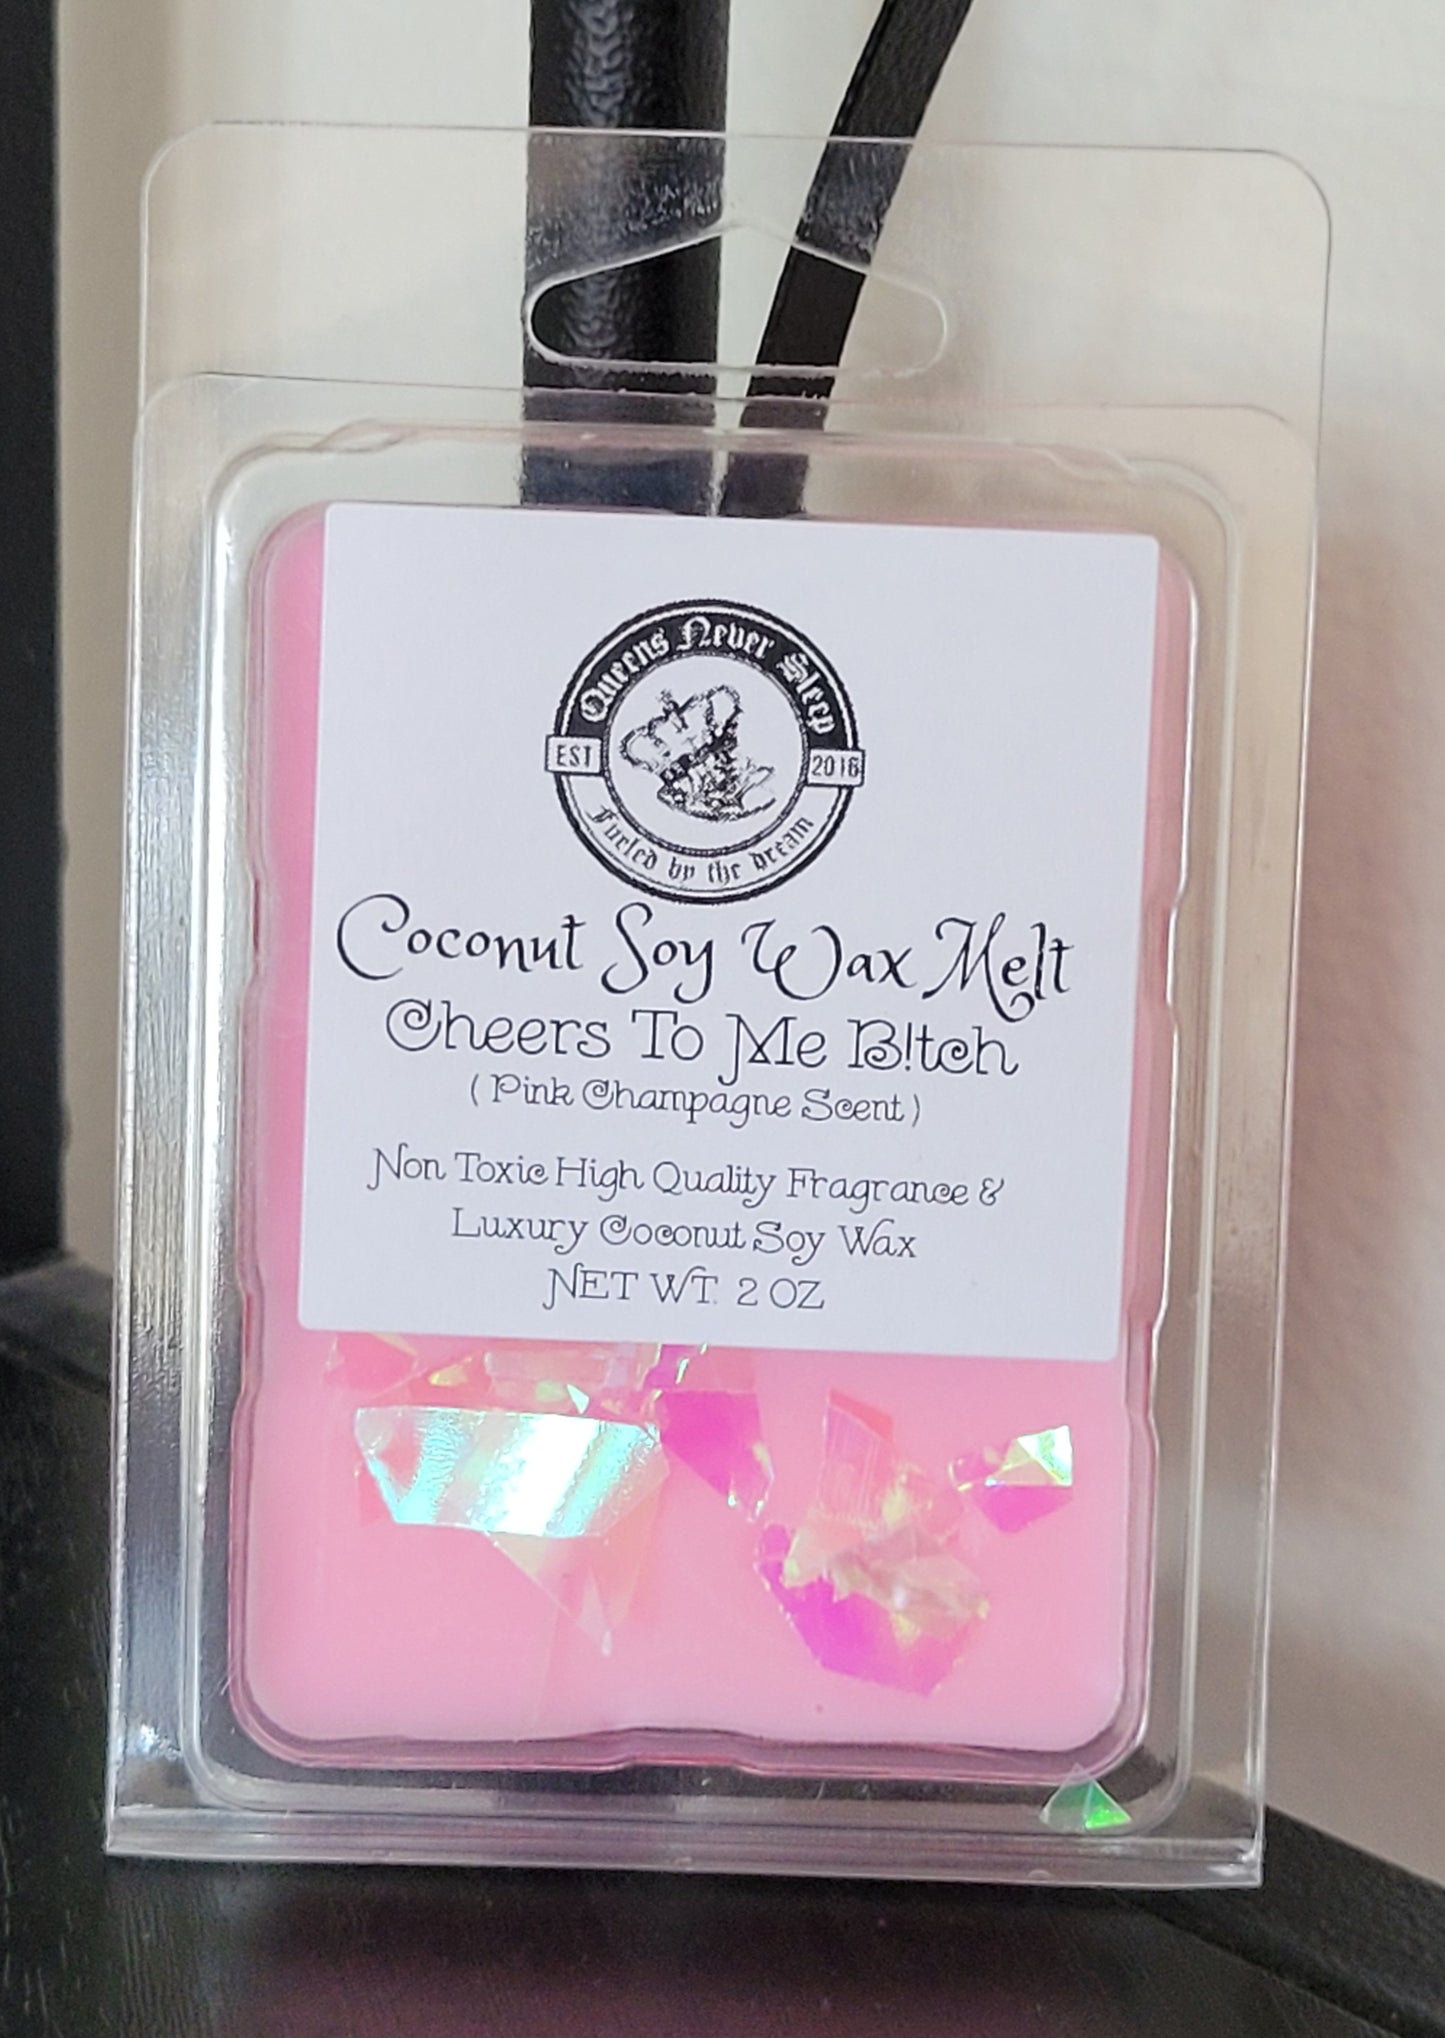 Queens Never Sleep
EST 2016
Fueled by the dream
Coconut Soy Wax Melt
Cheers To Me B!tch
( Pink Champagne Scent )
Non Toxic High Quality Fragrance &
Luxury Coconut Soy Wax
NET WT. 2 OZ